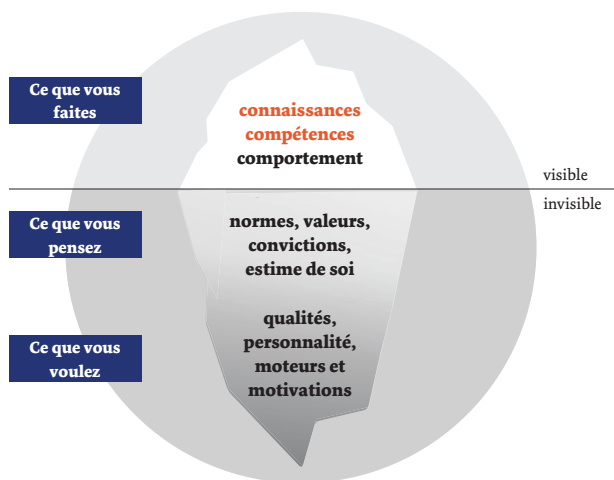 Ce que vous
faites
connaissances
compétences
comportement
visible
invisible
Ce que vous
pensez
normes, valeurs,
convictions,
estime de soi
qualités,
personnalité,
moteurs et
motivations
Ce que vous
voulez